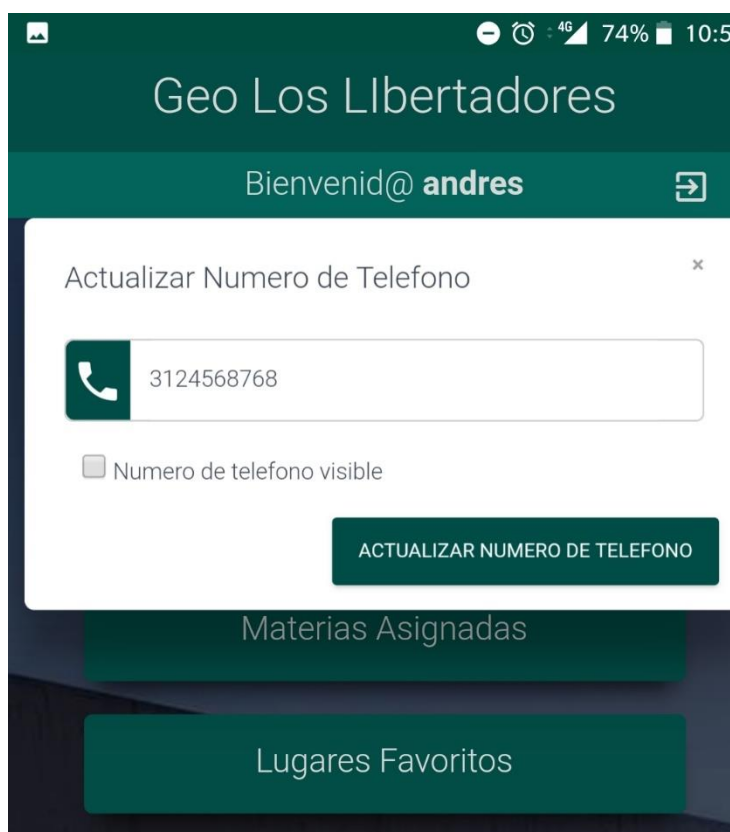 4G 74% 10:5
Geo Los LIbertadores
Bienvenid@ andres
Actualizar Numero de Telefono
×
3124568768
Numero de telefono visible
ACTUALIZAR NUMERO DE TELEFONO
Materias Asignadas
Lugares Favoritos